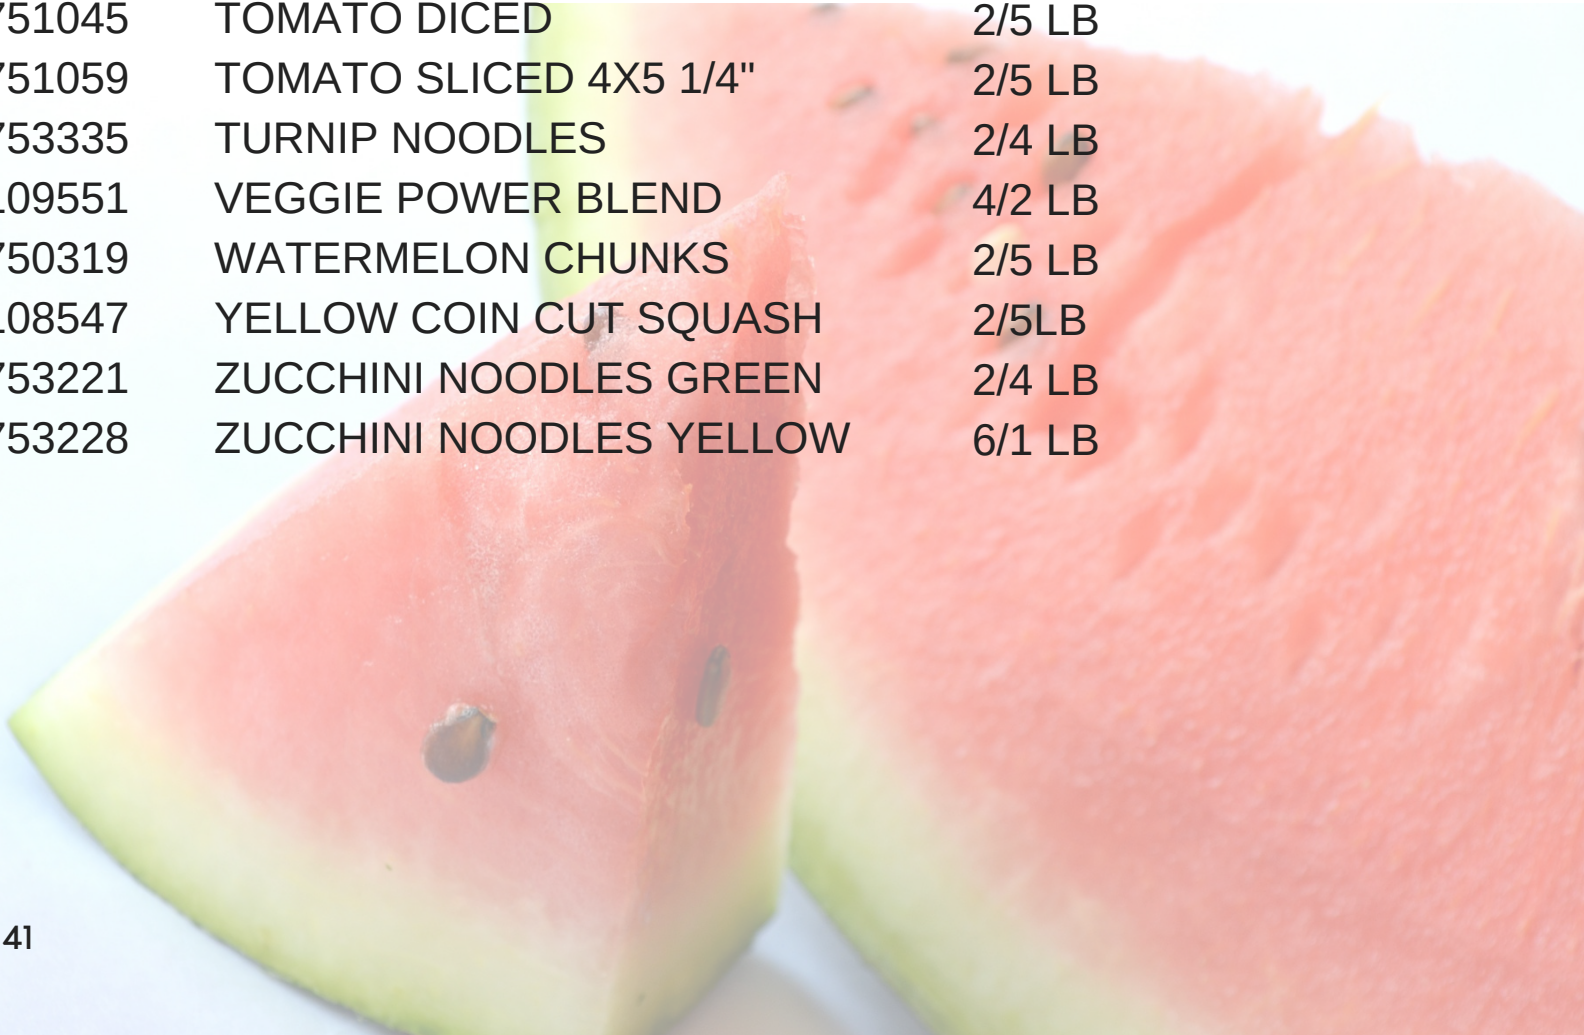 751045 TOMATO DICED 2/5 LB
751059 TOMATO SLICED 4X5 1/4" 2/5 LB
753335 TURNIP NOODLES 2/4 LB
109551 VEGGIE POWER BLEND 4/2 LB
750319 WATERMELON CHUNKS 2/5 LB
108547 YELLOW COIN CUT SQUASH 2/5LB
753221 ZUCCHINI NOODLES GREEN 2/4 LB
753228 ZUCCHINI NOODLES YELLOW 6/1 LB
41